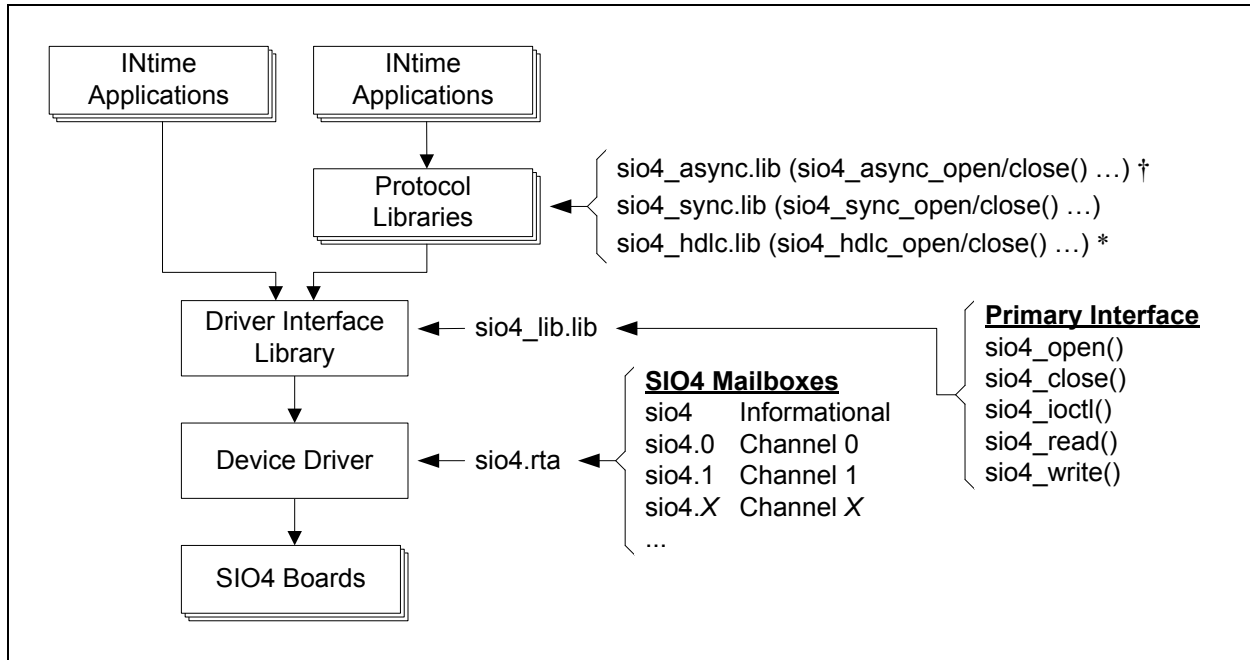 INtime
Applications
INtime
Applications
Protocol
Libraries
sio4_async.lib (sio4_async_open/close() …) †
sio4_sync.lib (sio4_sync_open/close() …)
sio4_hdlc.lib (sio4_hdlc_open/close() …) *
Driver Interface
Library
sio4_lib.lib
Primary Interface
sio4_open()
sio4_close()
sio4_ioctl()
sio4_read()
sio4_write()
SIO4 Mailboxes
sio4 Informational
sio4.0 Channel 0
sio4.1 Channel 1
sio4.X Channel X
...
Device Driver
sio4.rta
SIO4 Boards